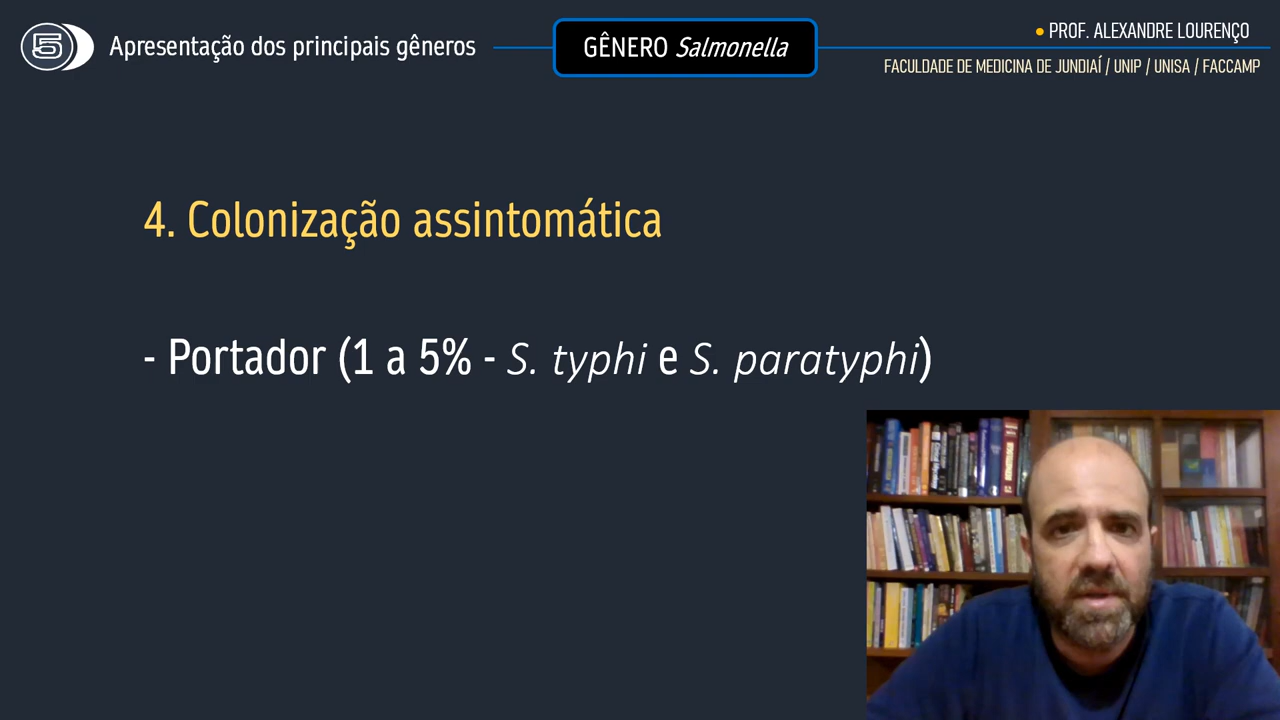 5 Apresentação dos principais gêneros
GÊNERO Salmonella
• PROF. ALEXANDRE LOURENÇO
FACULDADE DE MEDICINA DE JUNDIAÍ / UNIP / UNISA / FACCAMP
4. Colonização assintomática
- Portador (1 a 5% - S. typhi e S. paratyphi)